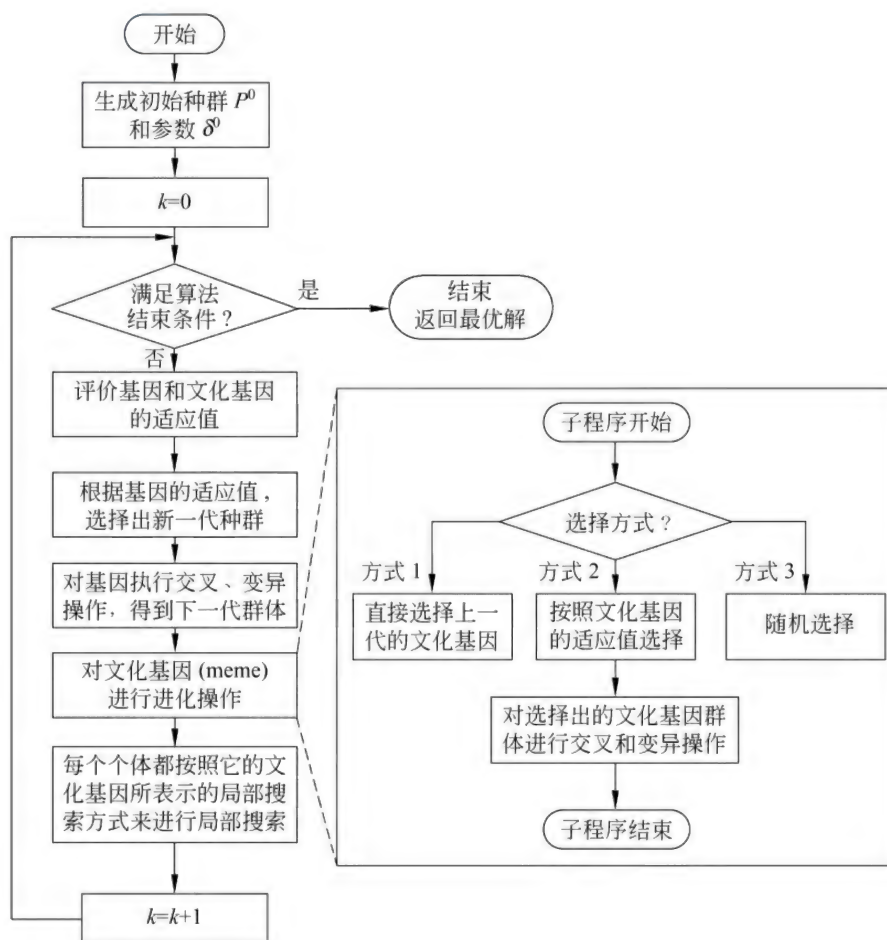 开始
生成初始种群 P⁰
和参数 δ⁰
k=0
满足算法
结束条件？
是
结束
返回最优解
否
评价基因和文化基因
的适应值
根据基因的适应值，
选择出新一代种群
对基因执行交叉、变异
操作，得到下一代群体
对文化基因 (meme)
进行进化操作
每个个体都按照它的文
化基因所表示的局部搜
索方式来进行局部搜索
k=k+1
子程序开始
选择方式？
方式 1
直接选择上一
代的文化基因
方式 2
按照文化基因
的适应值选择
方式 3
随机选择
对选择出的文化基因群
体进行交叉和变异操作
子程序结束